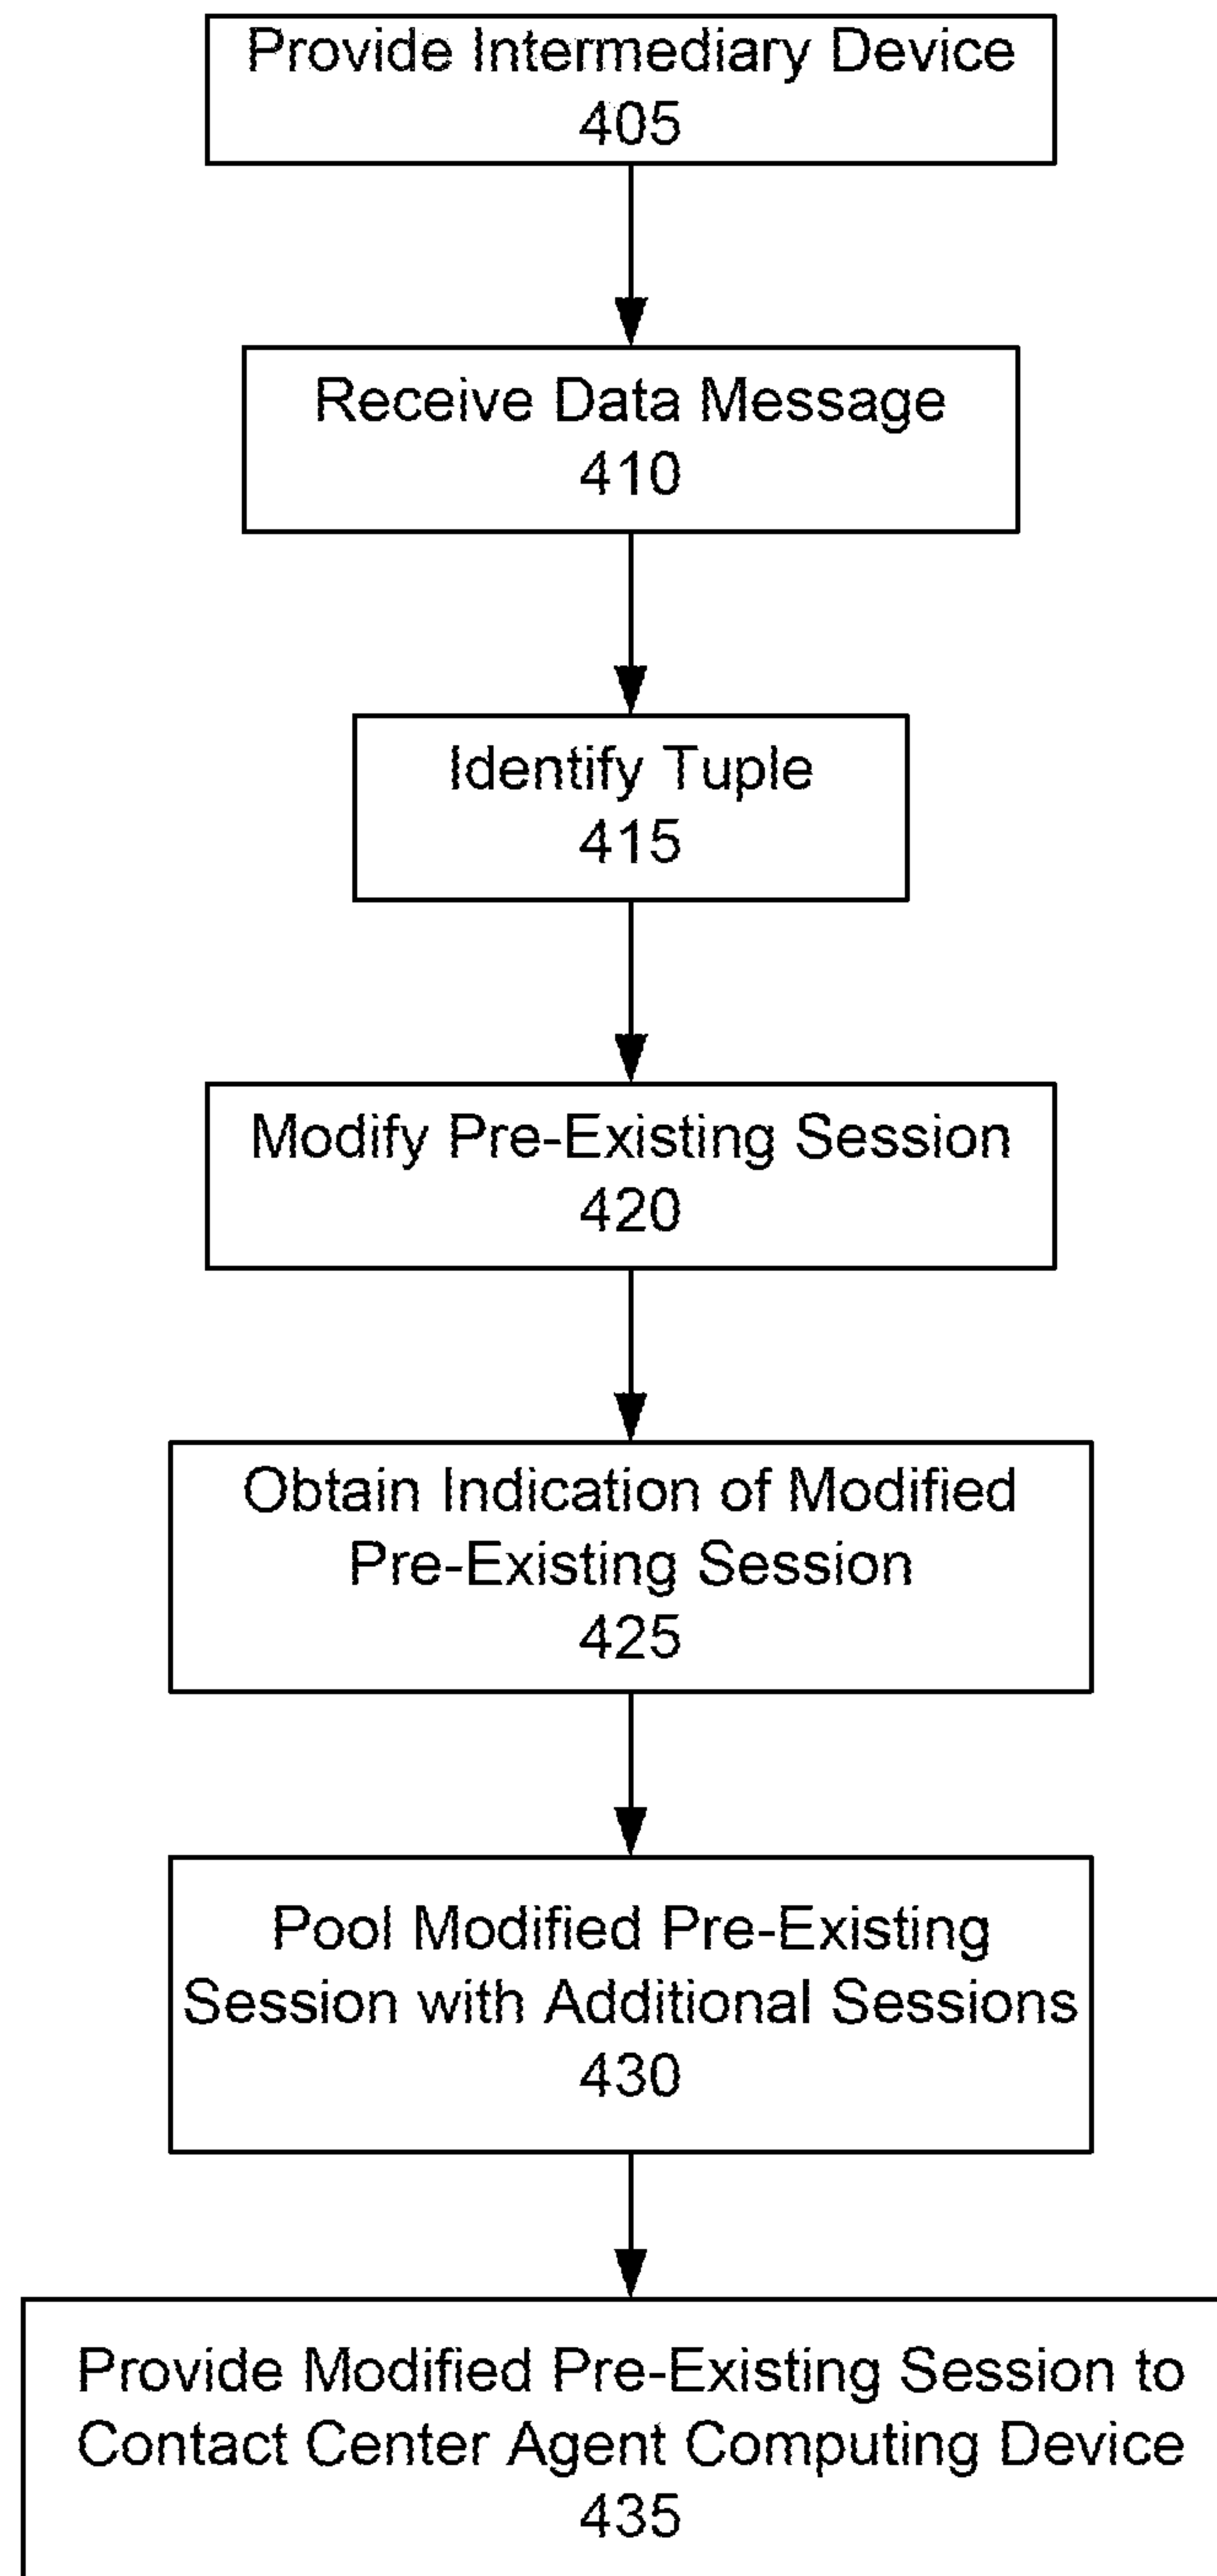 Provide Intermediary Device
405
Receive Data Message
410
Identify Tuple
415
Modify Pre-Existing Session
420
Obtain Indication of Modified
Pre-Existing Session
425
Pool Modified Pre-Existing
Session with Additional Sessions
430
Provide Modified Pre-Existing Session to
Contact Center Agent Computing Device
435